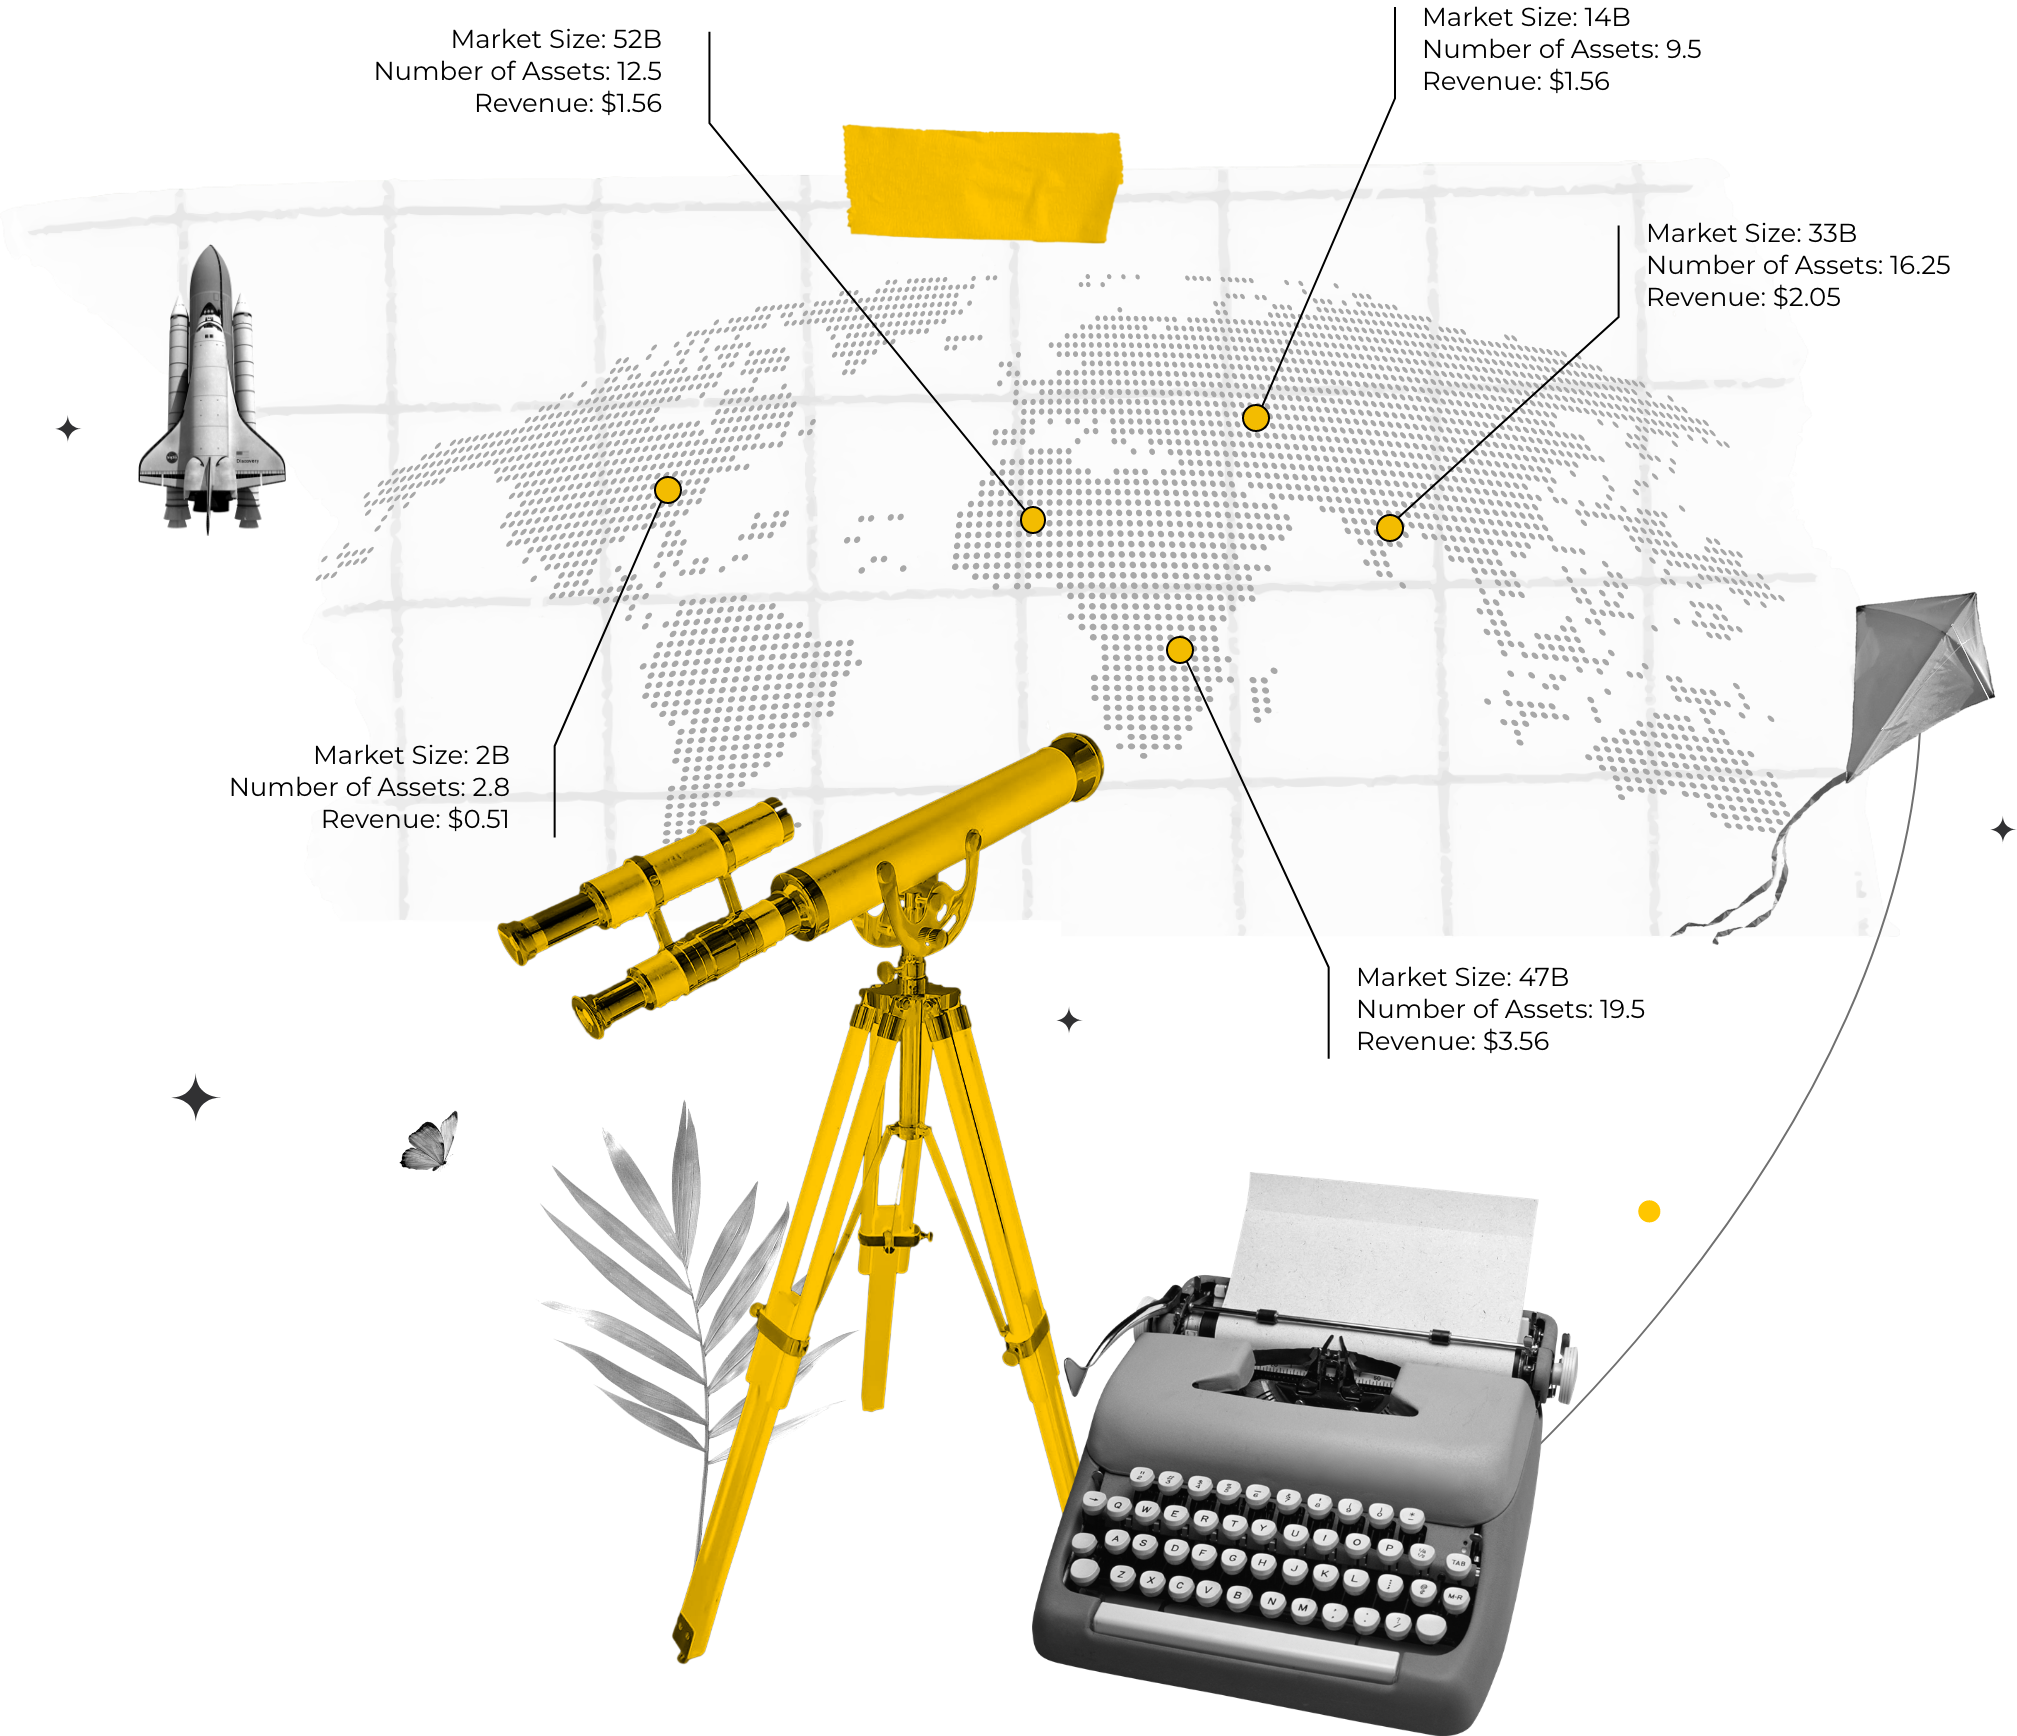 Market Size: 52B
Number of Assets: 12.5
Revenue: $1.56
Market Size: 14B
Number of Assets: 9.5
Revenue: $1.56
Market Size: 33B
Number of Assets: 16.25
Revenue: $2.05
Discovery
Market Size: 2B
Number of Assets: 2.8
Revenue: $0.51
Market Size: 47B
Number of Assets: 19.5
Revenue: $3.56
Q W E R T Y U I O P
A S D F G H J K L
TAB
Z X C V B N M
M-R